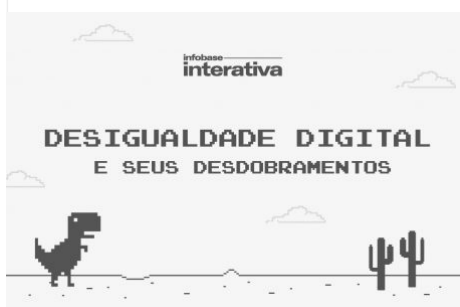 infobase
interativa
DESIGUALDADE DIGITAL
E SEUS DESDOBRAMENTOS